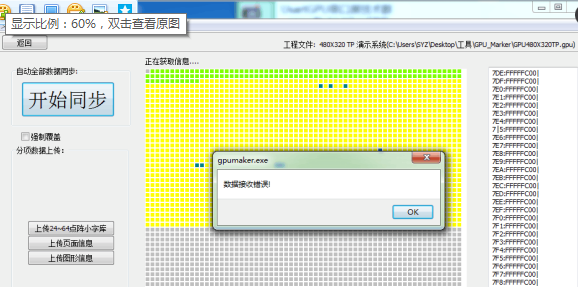 显示比例：60%，双击查看原图
返回
工程文件: 480X320 TP 演示系统(C:\Users\SYZ\Desktop\工具\GPU_Marker\GPU480X320TP.gpu)
自动全部数据同步:
开始同步
强制覆盖
分项数据上传:
上传24~64点阵小字库
上传页面信息
上传图形信息
正在获取信息....
gpumaker.exe
数据接收错误!
OK
7DE:FFFFFC00|
7DF:FFFFFC00|
7E0:FFFFFC00|
7E1:FFFFFC00|
7E2:FFFFFC00|
7E3:FFFFFC00|
7E4:FFFFFC00|
7|5:FFFFFC00|
7E6:FFFFFC00|
7E7:FFFFFC00|
7E8:FFFFFC00|
7E9:FFFFFC00|
7EA:FFFFFC00|
7EB:FFFFFC00|
7EC:FFFFFC00|
7ED:FFFFFC00|
7EE:FFFFFC00|
7EF:FFFFFC00|
7F0:FFFFFC00|
7F1:FFFFFC00|
7F2:FFFFFC00|
7F3:FFFFFC00|
7F4:FFFFFC00|
7F5:FFFFFC00|
7F6:FFFFFC00|
7F7:FFFFFC00|
7F8:FFFFFC00|